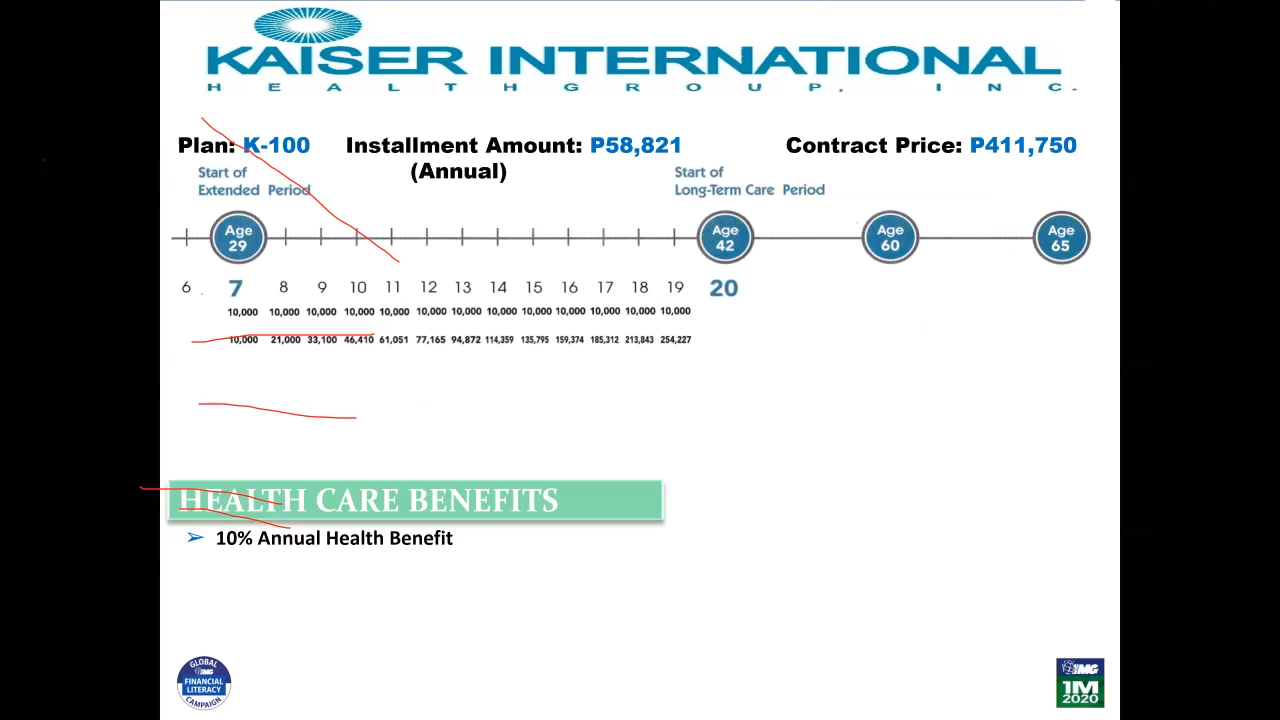 KAISER INTERNATIONAL
HEALTHGROUP, INC.
Plan: K-100 Installment Amount: P58,821 Contract Price: P411,750
(Annual)
Start of Start of
Extended Period Long-Term Care Period
Age Age Age Age
29 42 60 65
6 7 8 9 10 11 12 13 14 15 16 17 18 19 20
10,000 10,000 10,000 10,000 10,000 10,000 10,000 10,000 10,000 10,000 10,000 10,000 10,000
10,000 21,000 33,100 46,410 61,051 77,165 94,872 114,359 135,795 159,374 185,312 213,843 254,227
HEALTH CARE BENEFITS
➢ 10% Annual Health Benefit
GLOBAL
IMG
FINANCIAL
LITERACY
CAMPAIGN
IMG
1M
2020